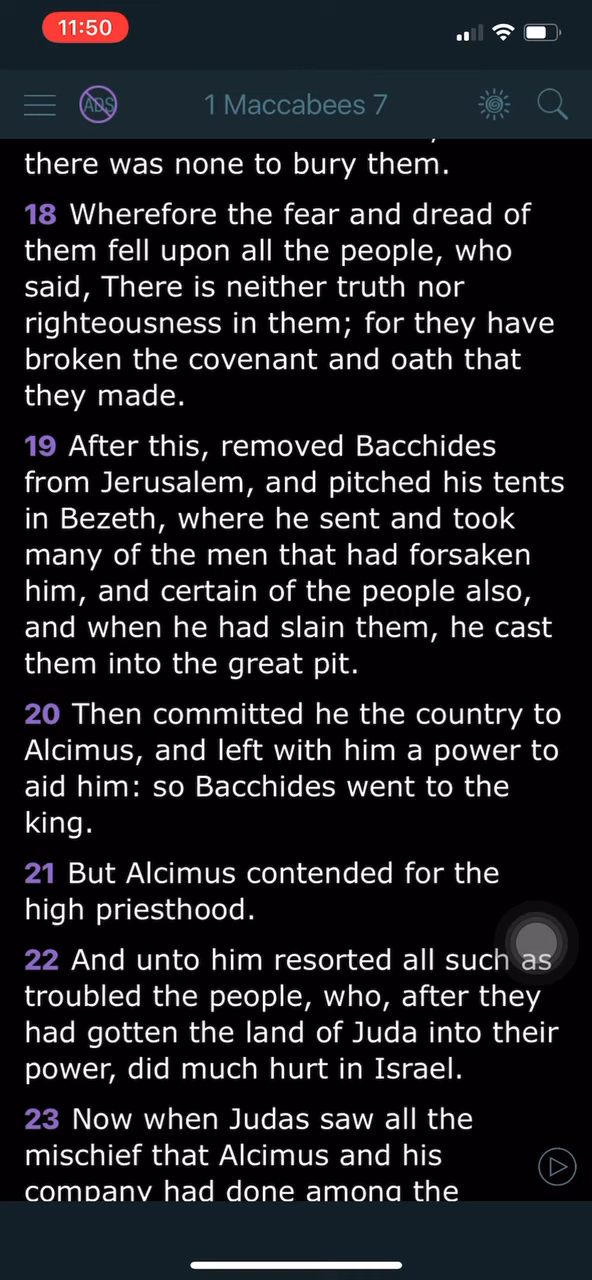 11:50
ADS
1 Maccabees 7
there was none to bury them.
18 Wherefore the fear and dread of
them fell upon all the people, who
said, There is neither truth nor
righteousness in them; for they have
broken the covenant and oath that
they made.
19 After this, removed Bacchides
from Jerusalem, and pitched his tents
in Bezeth, where he sent and took
many of the men that had forsaken
him, and certain of the people also,
and when he had slain them, he cast
them into the great pit.
20 Then committed he the country to
Alcimus, and left with him a power to
aid him: so Bacchides went to the
king.
21 But Alcimus contended for the
high priesthood.
22 And unto him resorted all such as
troubled the people, who, after they
had gotten the land of Juda into their
power, did much hurt in Israel.
23 Now when Judas saw all the
mischief that Alcimus and his
company had done among the